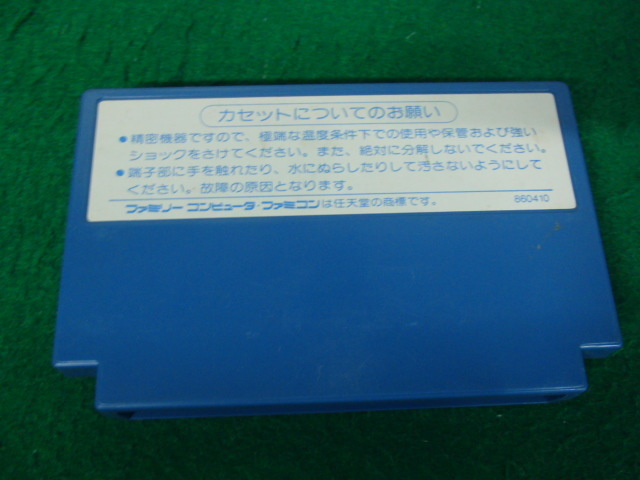 カセットについてのお願い
●精密機器ですので、極端な温度条件下での使用や保管および強い
ショックをさけてください。また、絶対に分解しないでください。
●端子部に手を触れたり、水にぬらしたりして汚さないようにして
ください。故障の原因となります。
ファミリーコンピュータ・ファミコンは任天堂の商標です。 860410